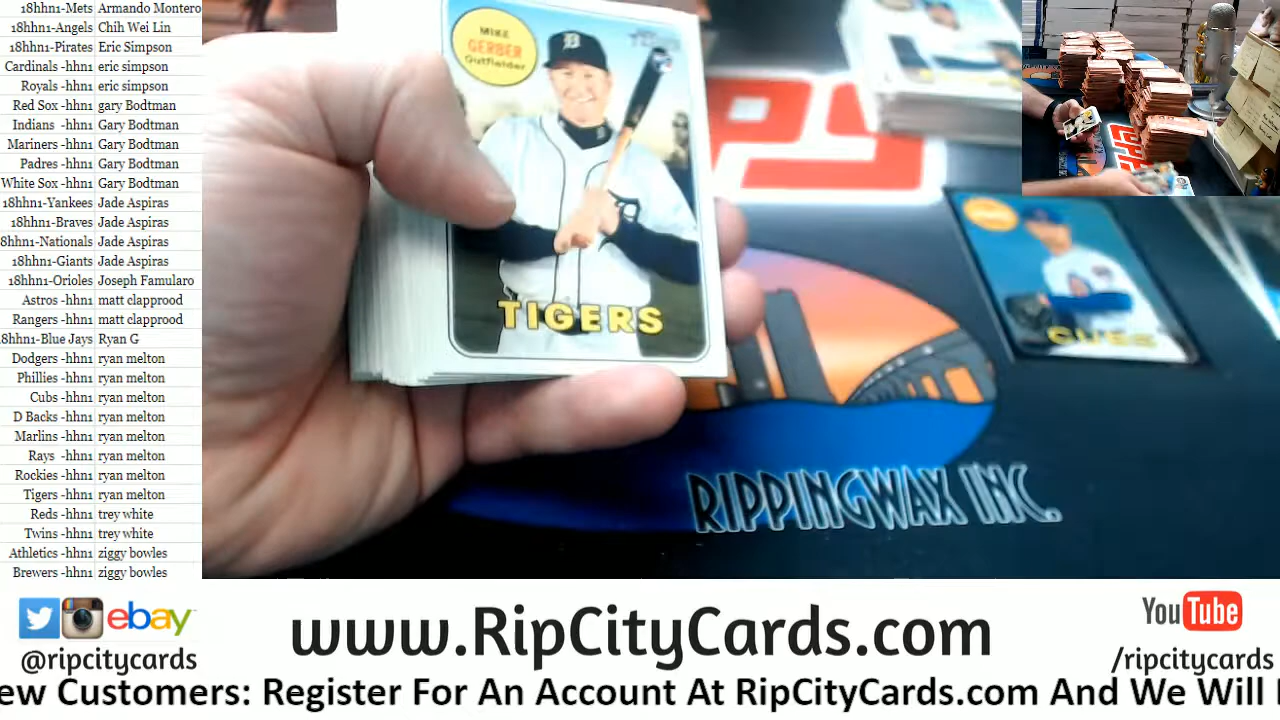 18hhn1-Mets Armando Montero
18hhn1-Angels Chih Wei Lin
18hhn1-Pirates Eric Simpson
Cardinals -hhn1 eric simpson
Royals -hhn1 eric simpson
Red Sox -hhn1 gary Bodtman
Indians -hhn1 Gary Bodtman
Mariners -hhn1 Gary Bodtman
Padres -hhn1 Gary Bodtman
White Sox -hhn1 Gary Bodtman
18hhn1-Yankees Jade Aspiras
18hhn1-Braves Jade Aspiras
8hhn1-Nationals Jade Aspiras
18hhn1-Giants Jade Aspiras
18hhn1-Orioles Joseph Famularo
Astros -hhn1 matt clapprood
Rangers -hhn1 matt clapprood
8hhn1-Blue Jays Ryan G
Dodgers -hhn1 ryan melton
Phillies -hhn1 ryan melton
Cubs -hhn1 ryan melton
D Backs -hhn1 ryan melton
Marlins -hhn1 ryan melton
Rays -hhn1 ryan melton
Rockies -hhn1 ryan melton
Tigers -hhn1 ryan melton
Reds -hhn1 trey white
Twins -hhn1 trey white
Athletics -hhn1 ziggy bowles
Brewers -hhn1 ziggy bowles
MIKE
GERBER
Outfielder
TIGERS
CUBS
RIPPINGWAX INC.
ebay
@ripcitycards
www.RipCityCards.com
YouTube
/ripcitycards
ew Customers: Register For An Account At RipCityCards.com And We Will